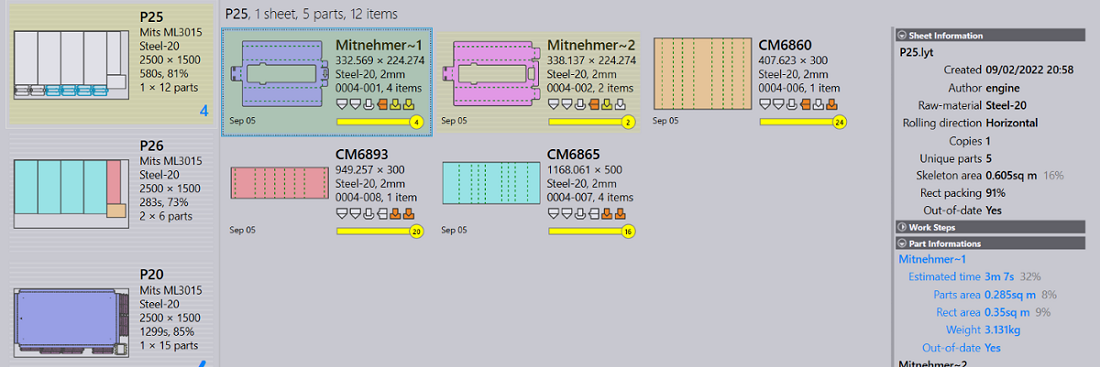 P25
Mits ML3015
Steel-20
2500 × 1500
580s, 81%
1 × 12 parts
4
P26
Mits ML3015
Steel-20
2500 × 1500
283s, 73%
2 × 6 parts
P20
Mits ML3015
Steel-20
2500 × 1500
1299s, 85%
1 × 15 parts
P25, 1 sheet, 5 parts, 12 items
Mitnehmer~1
332.569 × 224.274
Steel-20, 2mm
0004-001, 4 items
Sep 05
4
Mitnehmer~2
338.137 × 224.274
Steel-20, 2mm
0004-002, 2 items
2
CM6860
407.623 × 300
Steel-20, 2mm
0004-006, 1 item
Sep 05
24
CM6893
949.257 × 300
Steel-20, 2mm
0004-008, 1 item
Sep 05
20
CM6865
1168.061 × 500
Steel-20, 2mm
0004-007, 4 items
Sep 05
16
Sheet Information
P25.lyt
Created 09/02/2022 20:58
Author engine
Raw-material Steel-20
Rolling direction Horizontal
Copies 1
Unique parts 5
Skeleton area 0.605sq m 16%
Rect packing 91%
Out-of-date Yes
Work Steps
Part Informations
Mitnehmer~1
Estimated time 3m 7s 32%
Parts area 0.285sq m 8%
Rect area 0.35sq m 9%
Weight 3.131kg
Out-of-date Yes
Mitnehmer~2